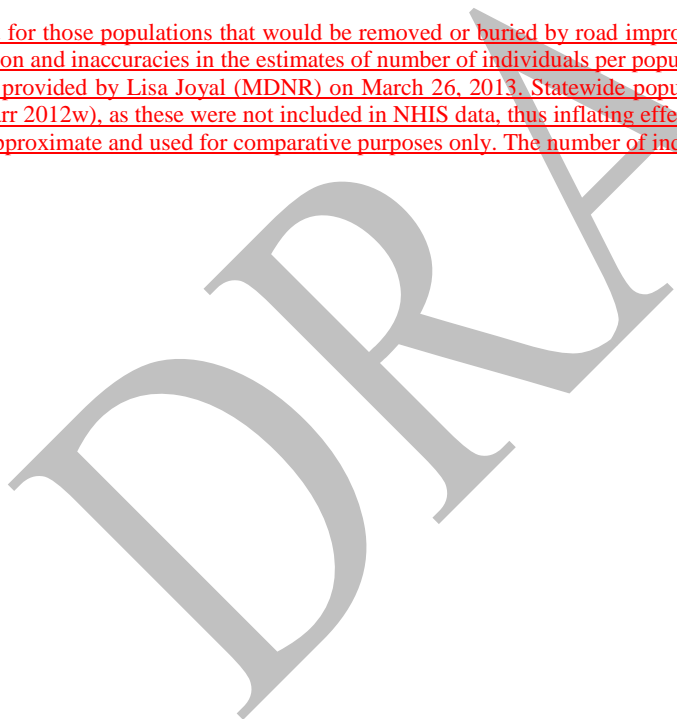 for those populations that would be removed or buried by road impro
on and inaccuracies in the estimates of number of individuals per popu
provided by Lisa Joyal (MDNR) on March 26, 2013. Statewide popu
arr 2012w), as these were not included in NHIS data, thus inflating effe
pproximate and used for comparative purposes only. The number of ind
DRA